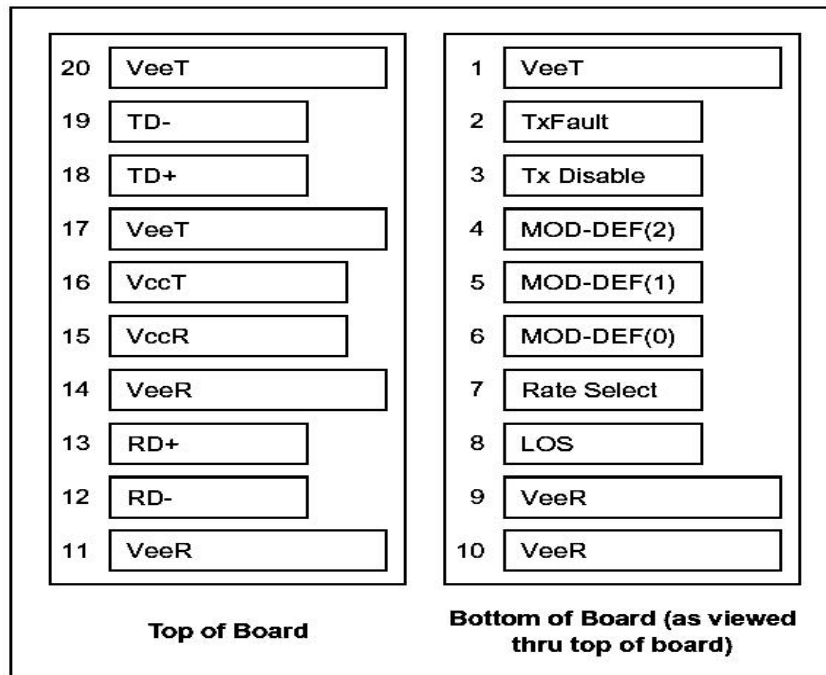 20 VeeT
19 TD-
18 TD+
17 VeeT
16 VccT
15 VccR
14 VeeR
13 RD+
12 RD-
11 VeeR
Top of Board
1 VeeT
2 TxFault
3 Tx Disable
4 MOD-DEF(2)
5 MOD-DEF(1)
6 MOD-DEF(0)
7 Rate Select
8 LOS
9 VeeR
10 VeeR
Bottom of Board (as viewed
thru top of board)